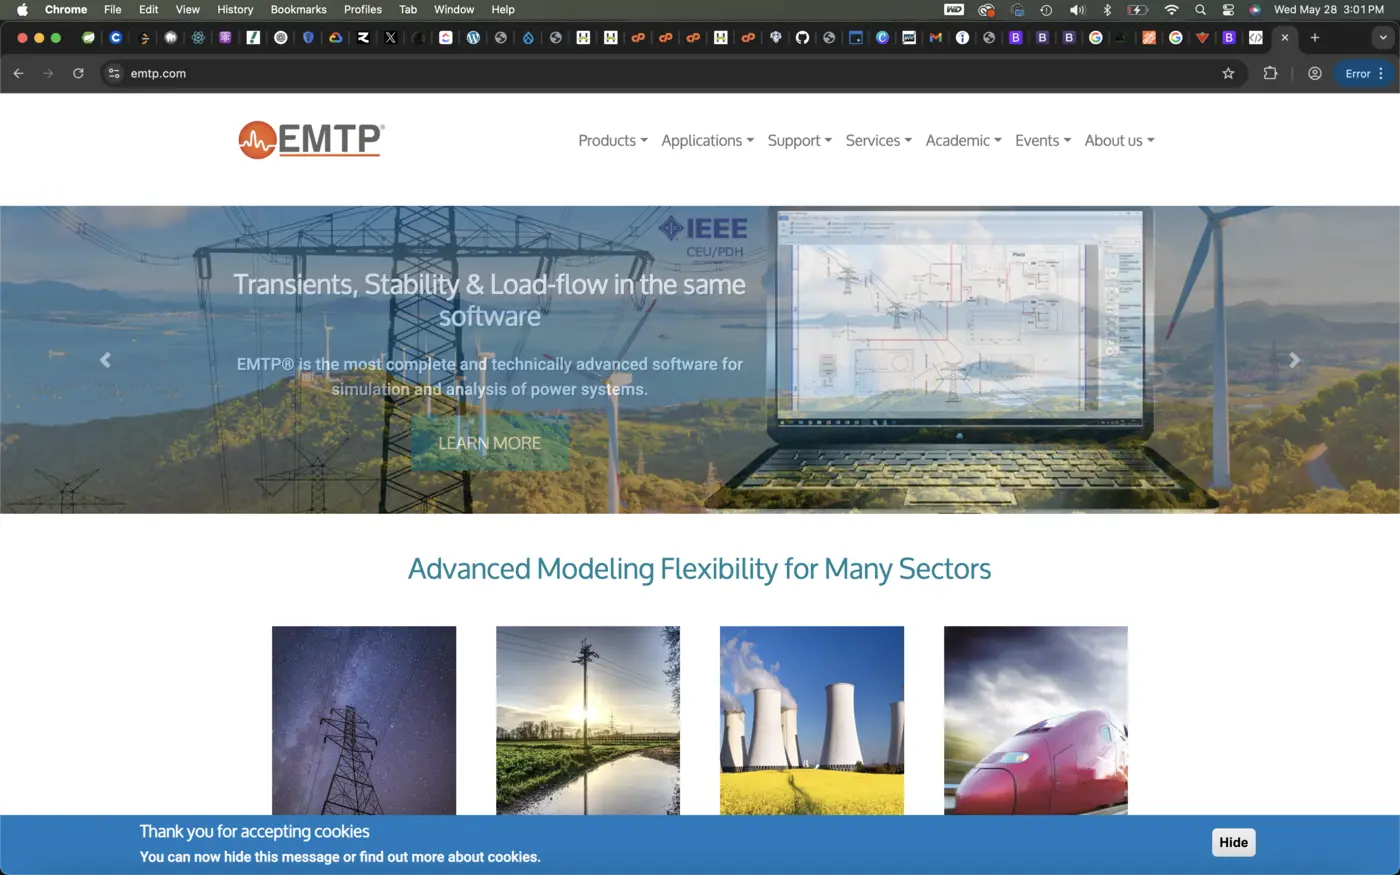 Chrome File Edit View History Bookmarks Profiles Tab Window Help
Wed May 28 3:01 PM
emtp.com
Error
EMTP®
Products Applications Support Services Academic Events About us
IEEE
CEU/PDH
Transients, Stability & Load-flow in the same
software
EMTP® is the most complete and technically advanced software for
simulation and analysis of power systems.
LEARN MORE
Advanced Modeling Flexibility for Many Sectors
Thank you for accepting cookies
You can now hide this message or find out more about cookies.
Hide